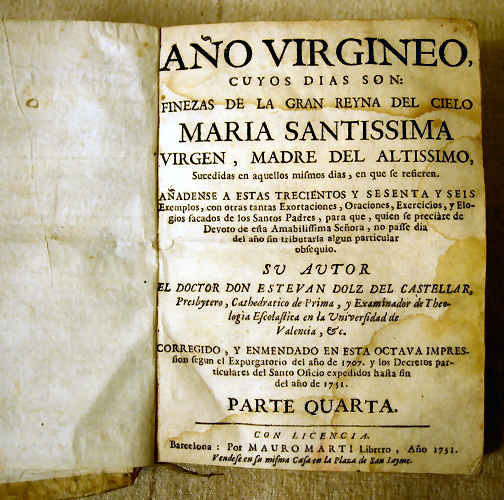 AÑO VIRGINEO,
CUYOS DIAS SON:
FINEZAS DE LA GRAN REYNA DEL CIELO
MARIA SANTISSIMA
VIRGEN, MADRE DEL ALTISSIMO,
Sucedidas en aquellos mismos dias, en que se refieren.
AÑADENSE A ESTAS TRECIENTOS Y SESENTA Y SEIS
Exemplos, con otras tantas Exortaciones, Oraciones, Exercicios, y Elo-
gios sacados de los Santos Padres, para que, quien se preciàre de
Devoto de esta Amabilissima Señora, no passe dia
del año sin tributarla algun particular
obsequio.
SU AUTOR
EL DOCTOR DON ESTEVAN DOLZ DEL CASTELLAR,
Presbytero, Cathedratico de Prima, y Examinador de Theo-
logia Escolastica en la Universidad de
Valencia, &c.
CORREGIDO, Y ENMENDADO EN ESTA OCTAVA IMPRES-
sion segun el Expurgatorio del año de 1707. y los Decretos par-
ticulares del Santo Oficio expedidos hasta fin
del año de 1751.
PARTE QUARTA.
CON LICENCIA.
Barcelona: Por MAURO MARTI Librero, Año 1751.
Vendese en su misma Casa en la Plaza de San Jayme.